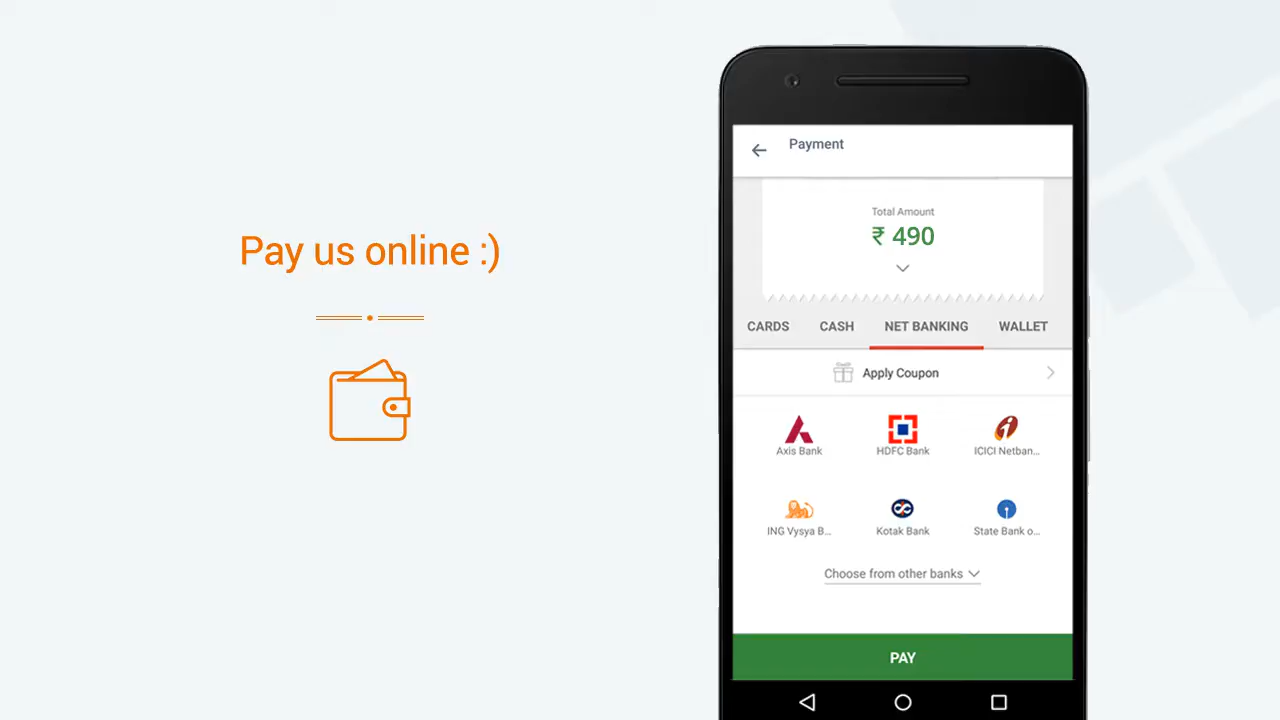 Pay us online :)
Payment
Total Amount
₹ 490
CARDS CASH NET BANKING WALLET
Apply Coupon
Axis Bank HDFC Bank ICICI Netban...
ING Vysya B... Kotak Bank State Bank o...
Choose from other banks
PAY